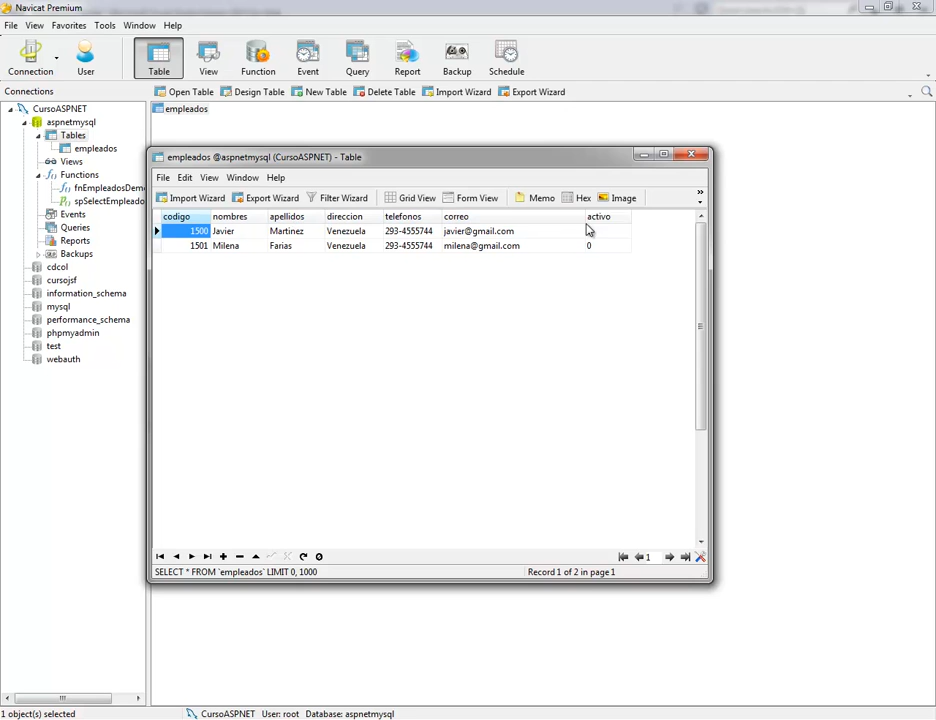 Navicat Premium
File View Favorites Tools Window Help
Connection User Table View Function Event Query Report Backup Schedule
Connections Open Table Design Table New Table Delete Table Import Wizard Export Wizard
CursoASPNET empleados
aspnetmysql
Tables
empleados
Views
Functions
fnEmpleadosDemo
spSelectEmpleado
Events
Queries
Reports
Backups
cdcol
cursojsf
information_schema
mysql
performance_schema
phpmyadmin
test
webauth
empleados @aspnetmysql (CursoASPNET) - Table
File Edit View Window Help
Import Wizard Export Wizard Filter Wizard Grid View Form View Memo Hex Image
codigo nombres apellidos direccion telefonos correo activo
1500 Javier Martinez Venezuela 293-4555744 javier@gmail.com
1501 Milena Farias Venezuela 293-4555744 milena@gmail.com 0
1
SELECT * FROM `empleados` LIMIT 0, 1000 Record 1 of 2 in page 1
1 object(s) selected CursoASPNET User: root Database: aspnetmysql